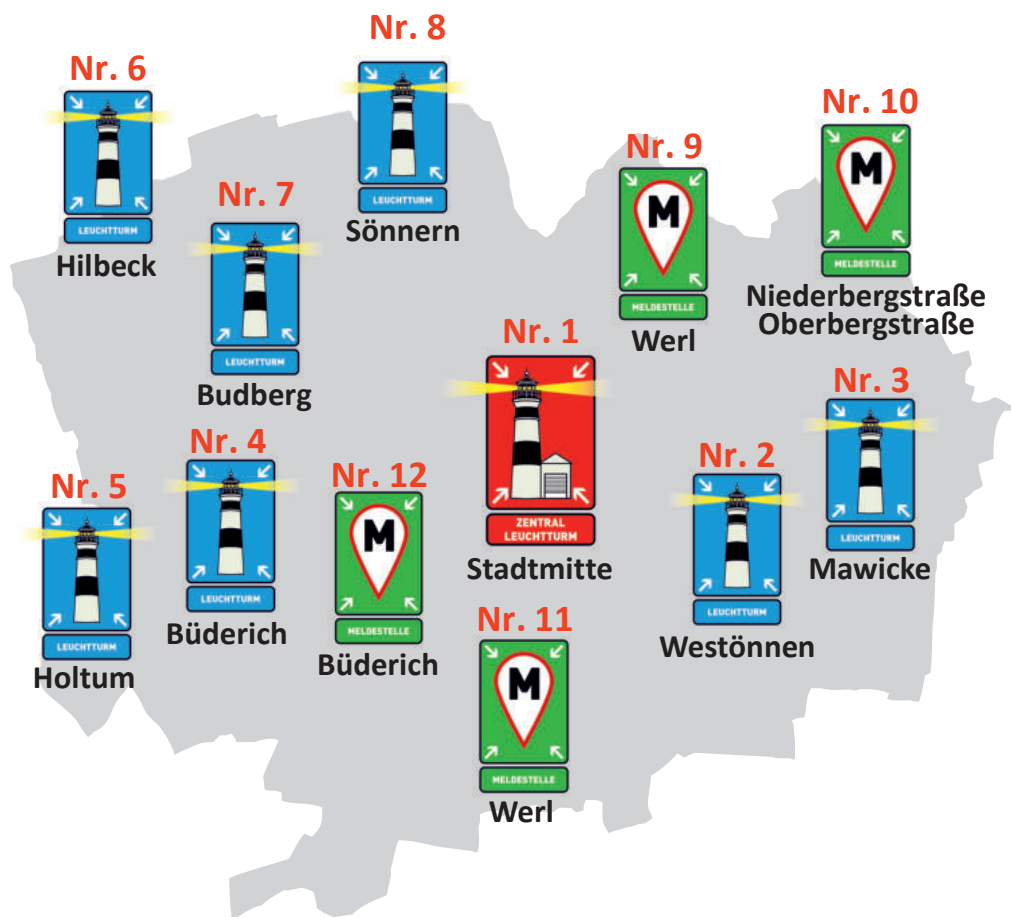 Nr. 8
LEUCHTTURM
Sönnern
Nr. 6
LEUCHTTURM
Hilbeck
Nr. 10
M
MELDESTELLE
Niederbergstraße
Oberbergstraße
Nr. 9
M
MELDESTELLE
Werl
Nr. 7
LEUCHTTURM
Budberg
Nr. 1
ZENTRAL
LEUCHTTURM
Stadtmitte
Nr. 3
LEUCHTTURM
Mawicke
Nr. 4
LEUCHTTURM
Büderich
Nr. 12
M
MELDESTELLE
Büderich
Nr. 2
LEUCHTTURM
Westönnen
Nr. 5
LEUCHTTURM
Holtum
Nr. 11
M
MELDESTELLE
Werl